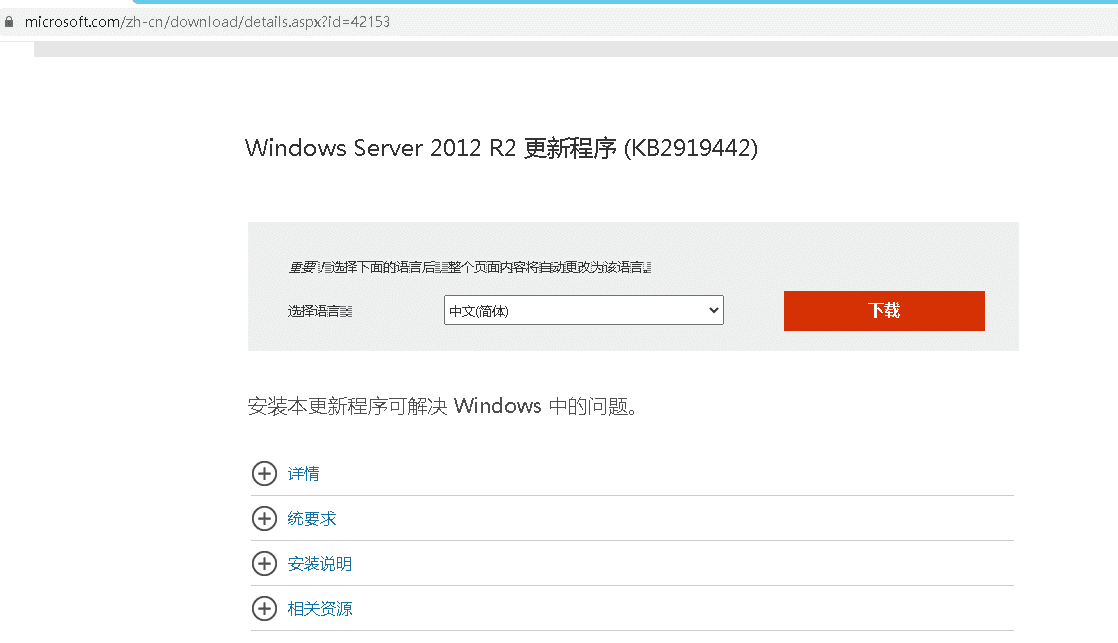 microsoft.com/zh-cn/download/details.aspx?id=42153
Windows Server 2012 R2 更新程序 (KB2919442)
重要!选择下面的语言后,整个页面内容将自动更改为该语言。
选择语言:
中文(简体)
下载
安装本更新程序可解决 Windows 中的问题。
详情
统要求
安装说明
相关资源